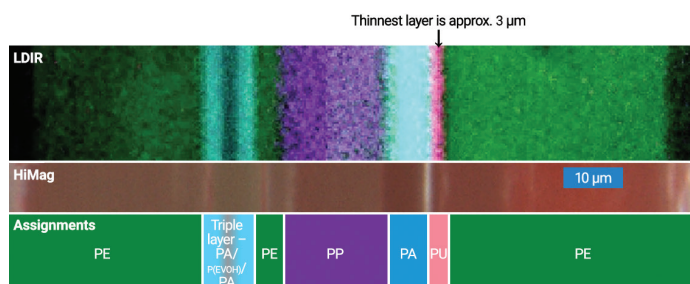 Thinnest layer is approx. 3 μm
LDIR
HiMag
10 μm
Assignments
PE
Triple
layer –
PA/
P(EVOH)/
PA
PE
PP
PA
PU
PE